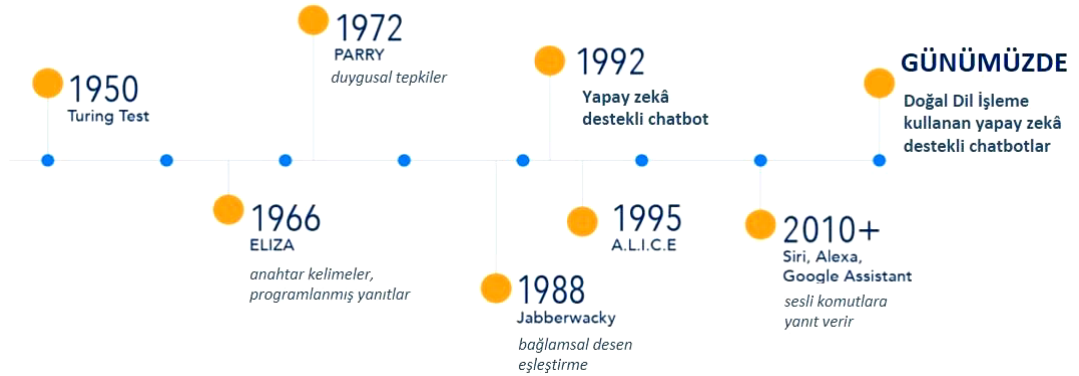 1950
Turing Test
1966
ELIZA
anahtar kelimeler,
programlanmış yanıtlar
1972
PARRY
duygusal tepkiler
1988
Jabberwacky
bağlamsal desen
eşleştirme
1992
Yapay zekâ
destekli chatbot
1995
A.L.I.C.E
2010+
Siri, Alexa,
Google Assistant
sesli komutlara
yanıt verir
GÜNÜMÜZDE
Doğal Dil İşleme
kullanan yapay zekâ
destekli chatbotlar